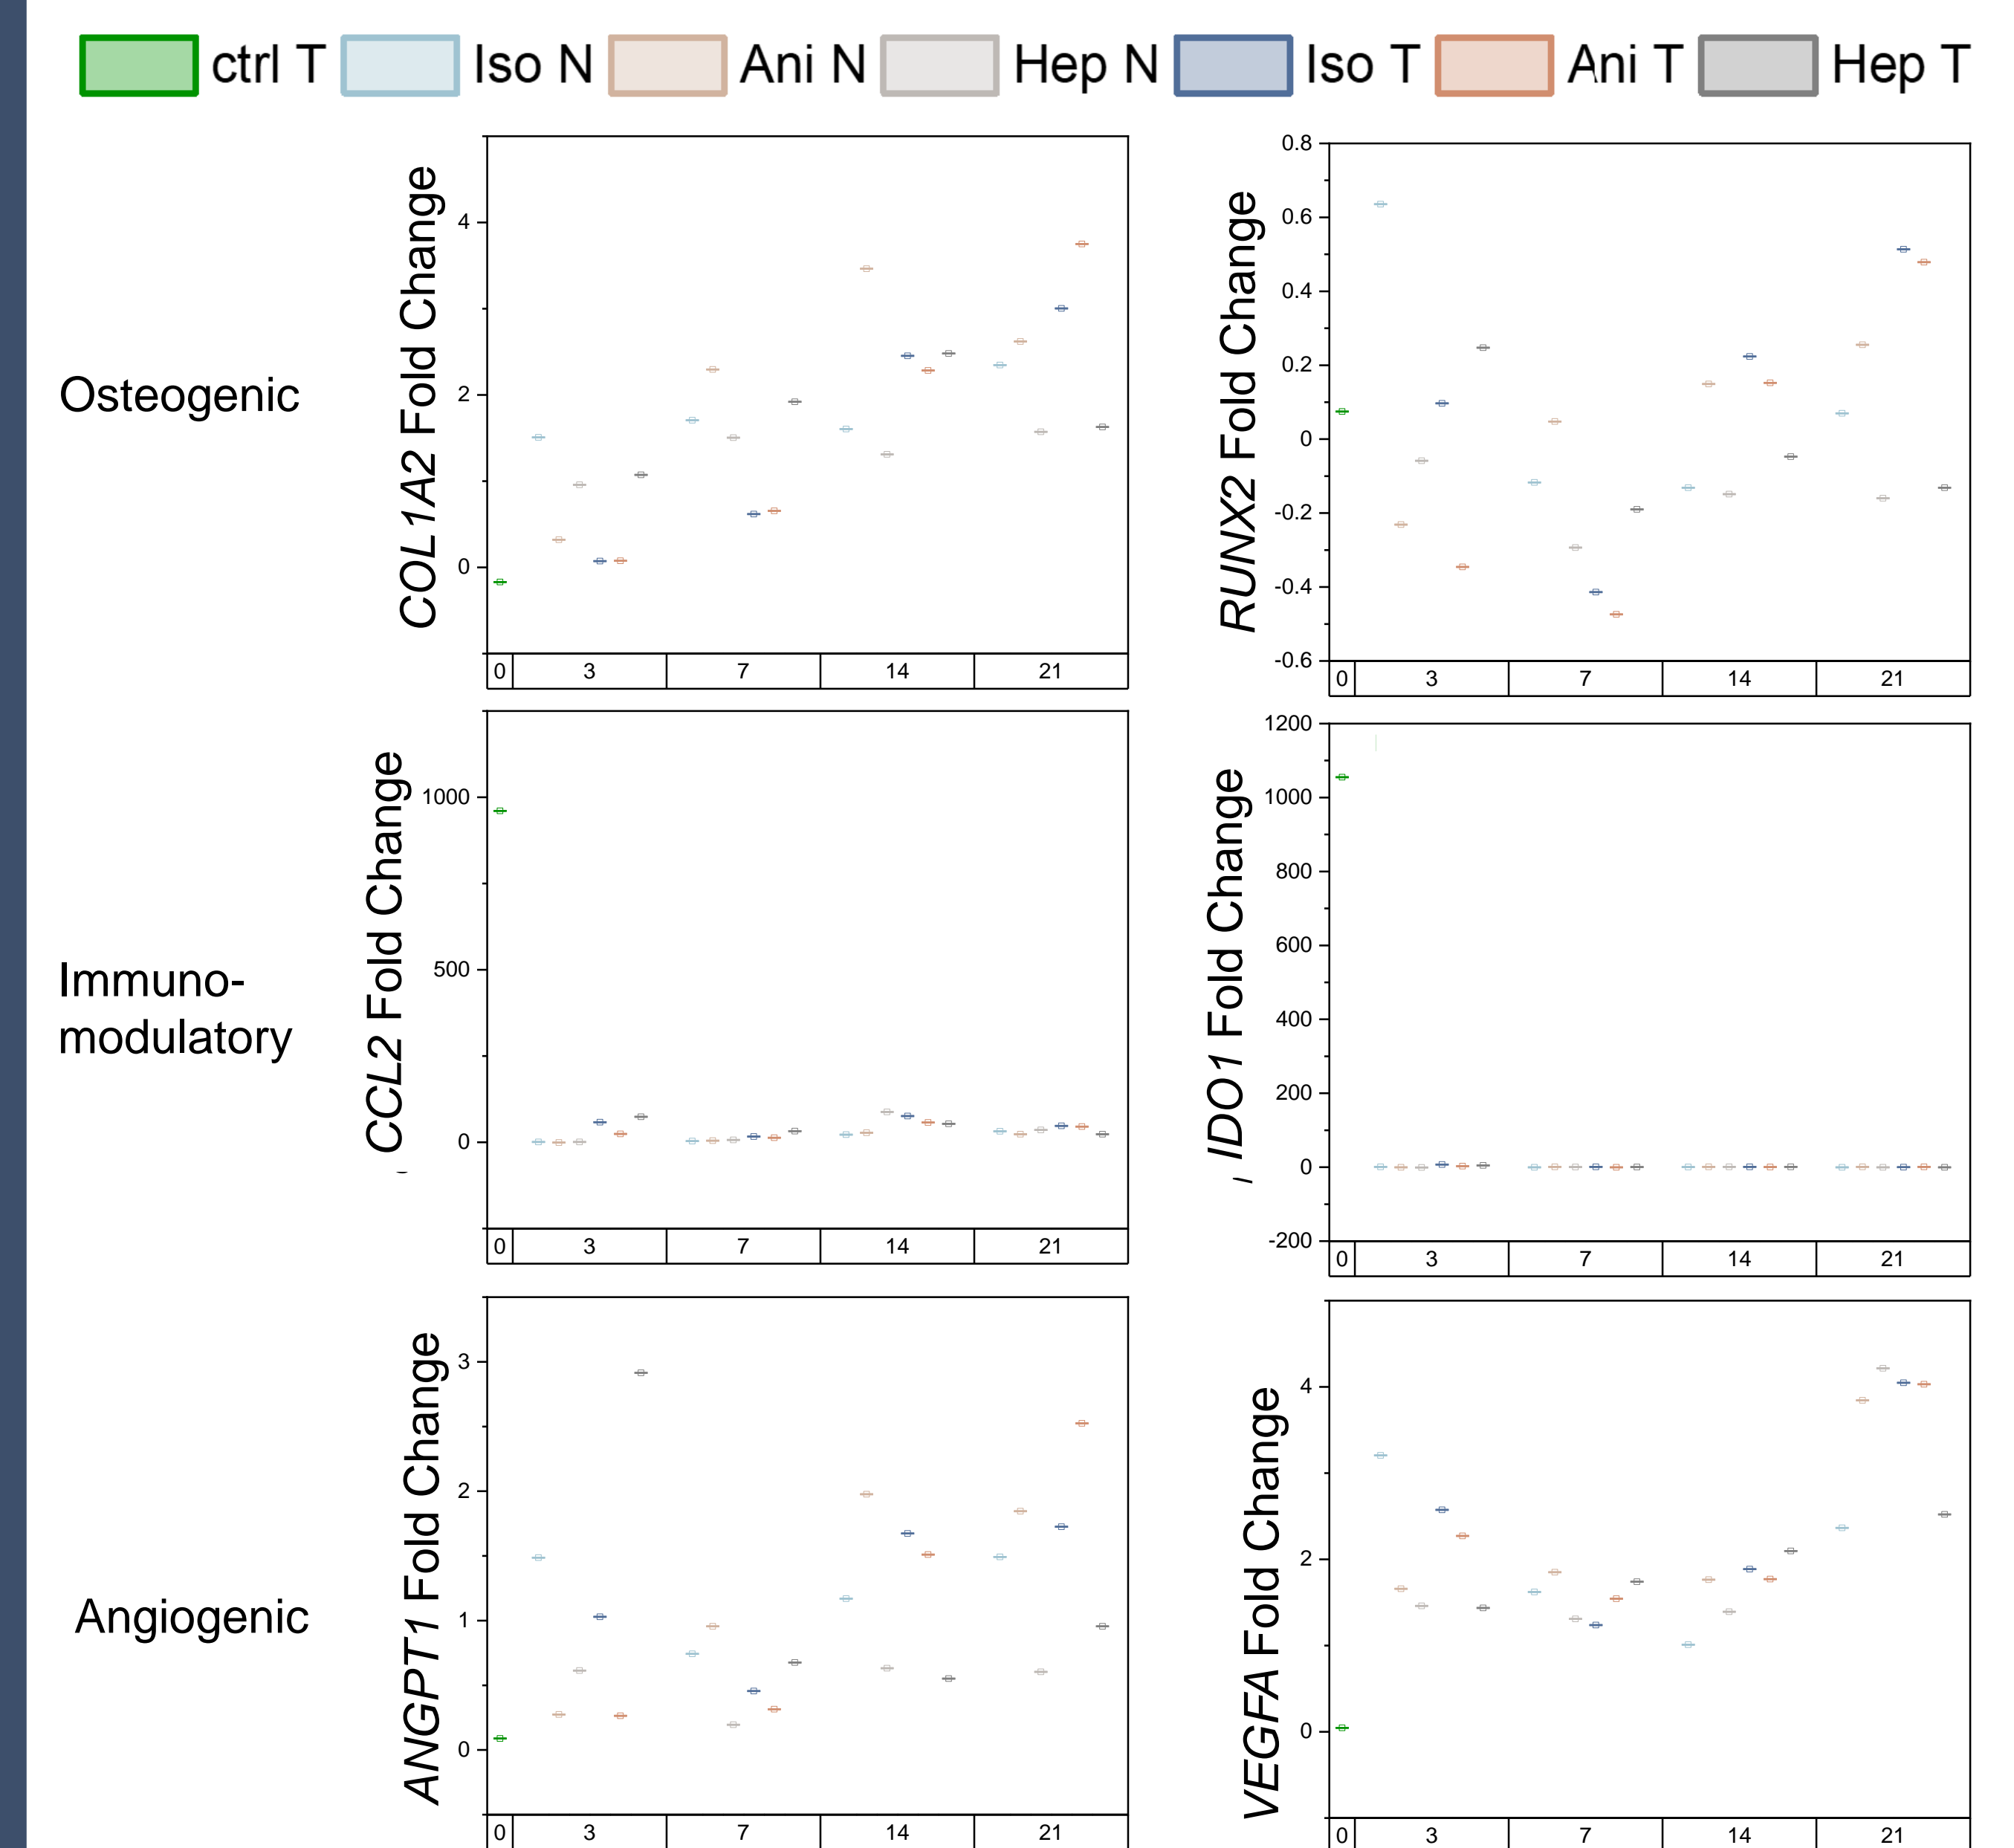 ctrl T Iso N Ani N Hep N Iso T Ani T Hep T
Osteogenic
COL1A2 Fold Change
4
2
0
0 3 7 14 21
RUNX2 Fold Change
0.8
0.6
0.4
0.2
0
-0.2
-0.4
-0.6
0 3 7 14 21
Immuno-
modulatory
CCL2 Fold Change
1000
500
0
0 3 7 14 21
IDO1 Fold Change
1200
1000
800
600
400
200
0
-200
0 3 7 14 21
Angiogenic
ANGPT1 Fold Change
3
2
1
0
0 3 7 14 21
VEGFA Fold Change
4
2
0
0 3 7 14 21